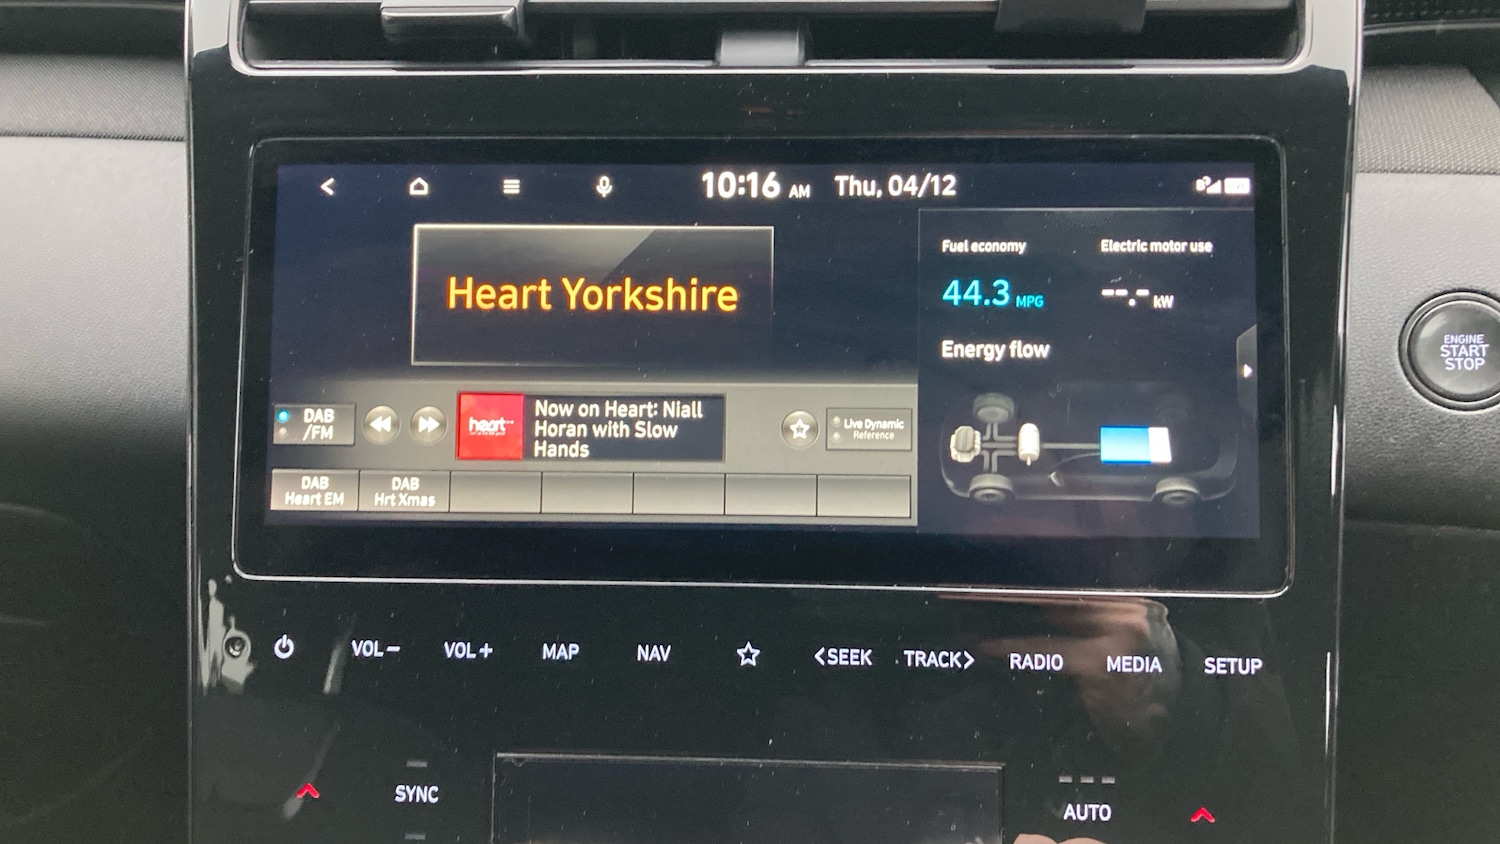 10:16 AM Thu, 04/12
Heart Yorkshire
Fuel economy
Electric motor use
44.3 MPG
--.- kW
Energy flow
DAB
/FM
heart
Now on Heart: Niall
Horan with Slow
Hands
Live Dynamic
Reference
DAB
Heart EM
DAB
Hrt Xmas
ENGINE
START
STOP
VOL-
VOL+
MAP
NAV
<SEEK
TRACK>
RADIO
MEDIA
SETUP
SYNC
AUTO